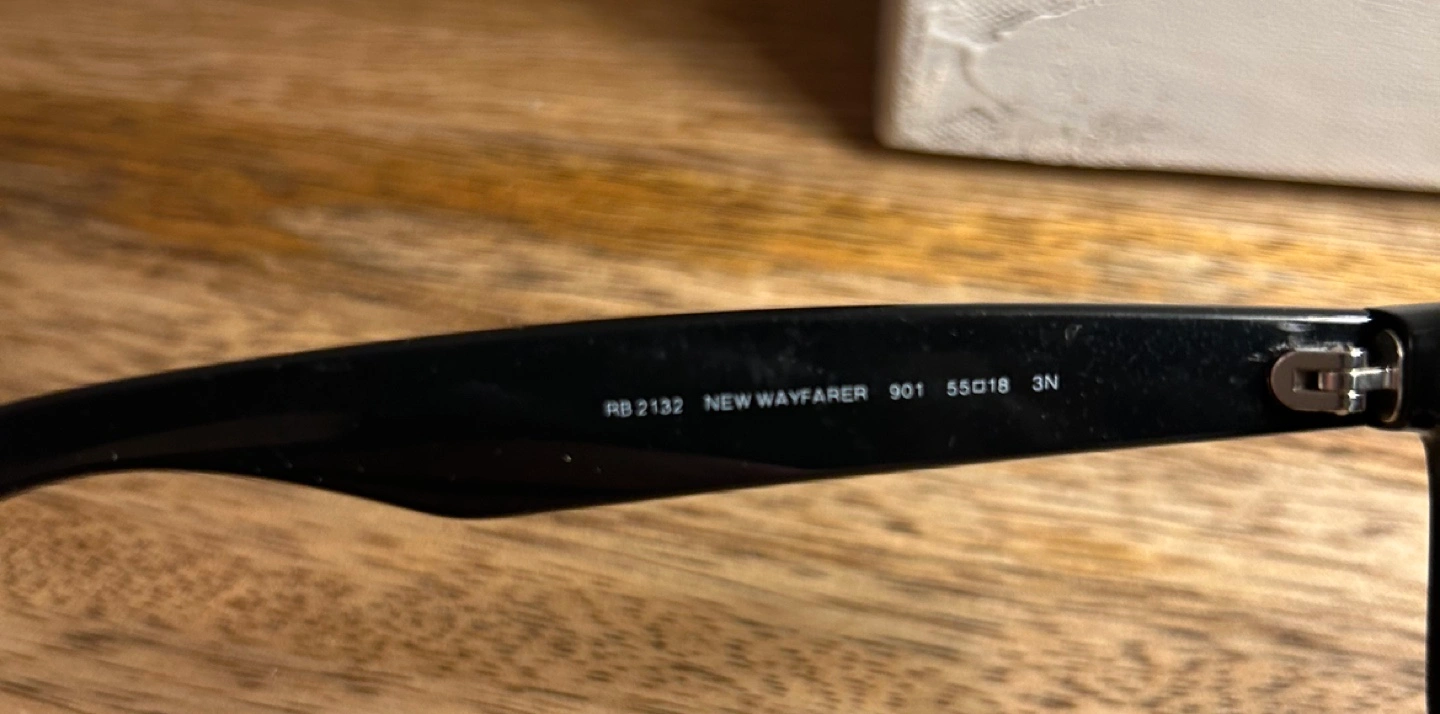 RB 2132 NEW WAYFARER 901 55□18 3N